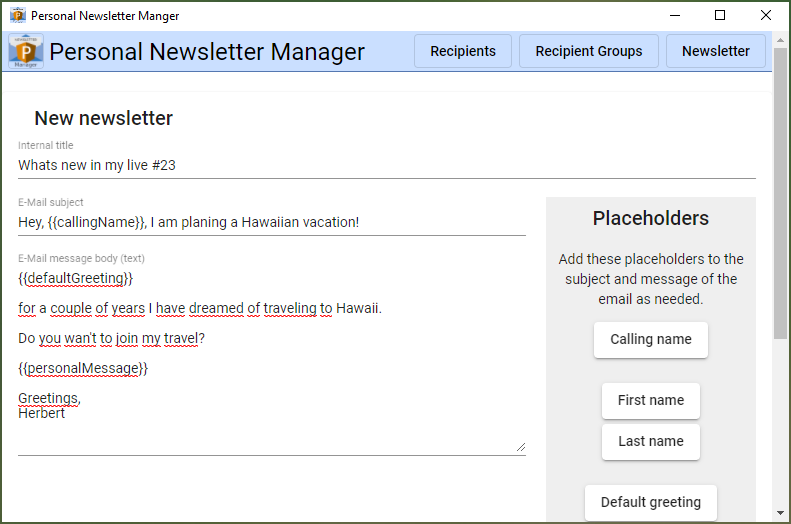 Personal Newsletter Manger
Personal Newsletter Manager
Recipients
Recipient Groups
Newsletter
New newsletter
Internal title
Whats new in my live #23
E-Mail subject
Hey, {{callingName}}, I am planing a Hawaiian vacation!
E-Mail message body (text)
{{defaultGreeting}}
for a couple of years I have dreamed of traveling to Hawaii.
Do you wan't to join my travel?
{{personalMessage}}
Greetings,
Herbert
Placeholders
Add these placeholders to the
subject and message of the
email as needed.
Calling name
First name
Last name
Default greeting